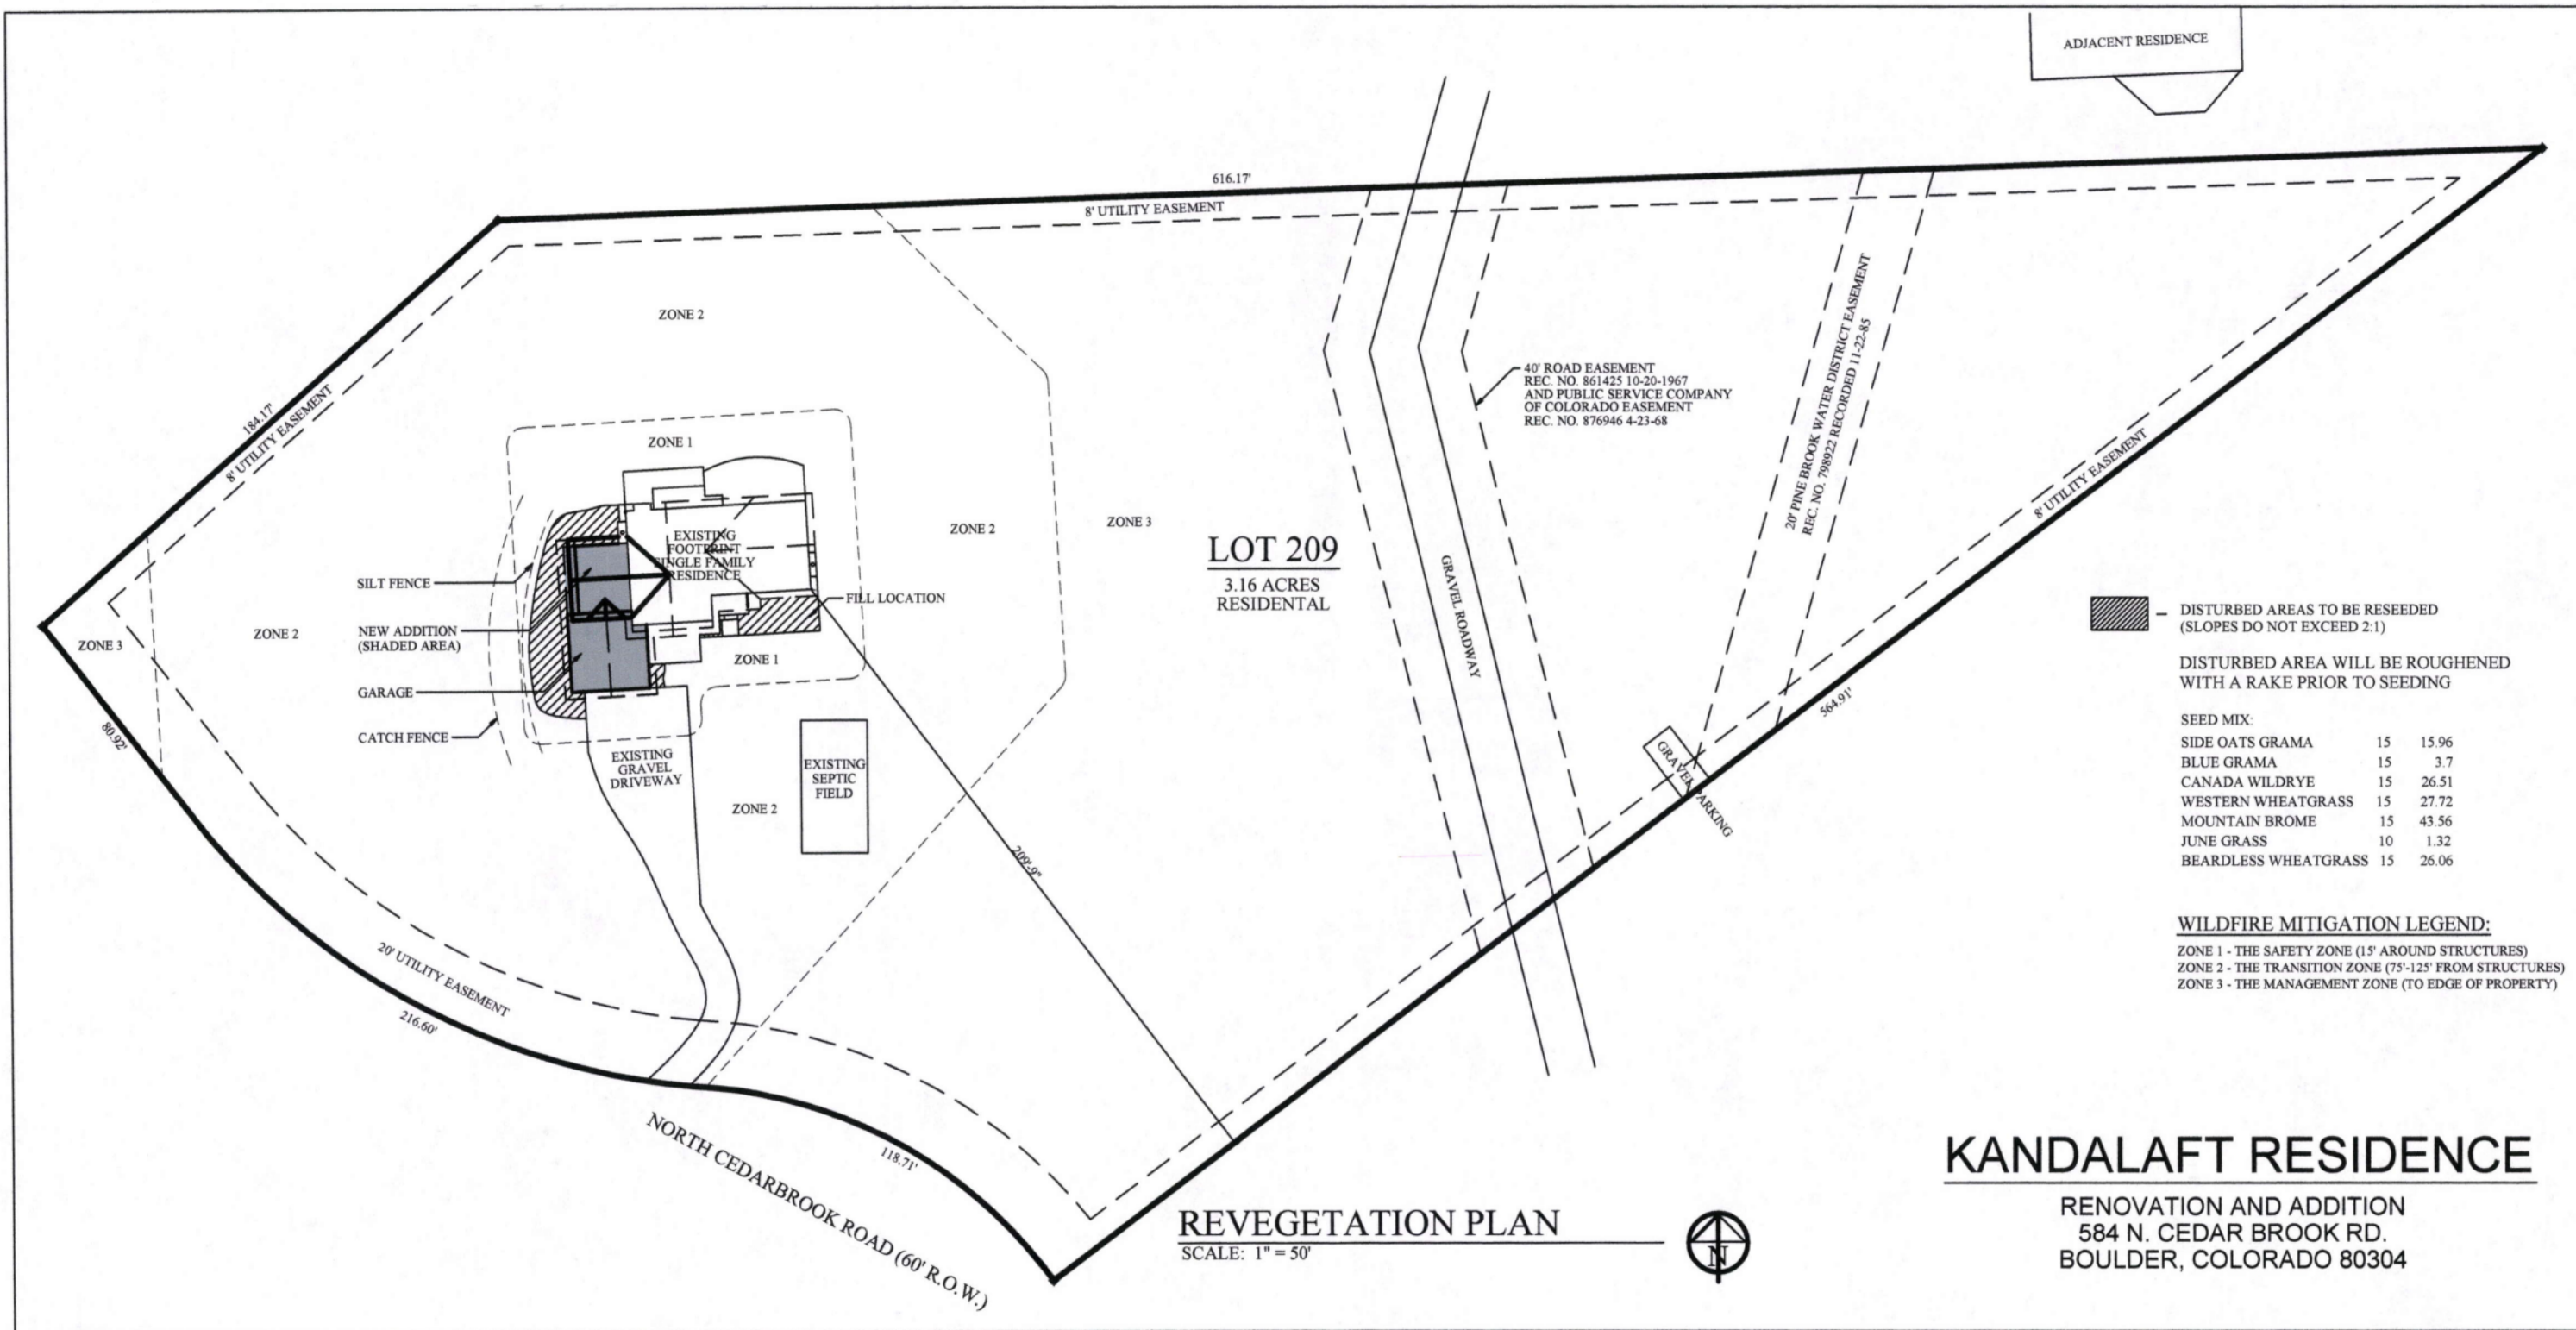 ADJACENT RESIDENCE
616.17'
8' UTILITY EASEMENT
ZONE 2
184.17'
8' UTILITY EASEMENT
40' ROAD EASEMENT
REC. NO. 861425 10-20-1967
AND PUBLIC SERVICE COMPANY
OF COLORADO EASEMENT
REC. NO. 876946 4-23-68
20' PINE BROOK WATER DISTRICT EASEMENT
REC. NO. 798922 RECORDED 11-22-85
8' UTILITY EASEMENT
ZONE 1
ZONE 2
ZONE 3
EXISTING
FOOTPRINT
SINGLE FAMILY
RESIDENCE
LOT 209
3.16 ACRES
RESIDENTAL
GRAVEL ROADWAY
SILT FENCE
FILL LOCATION
ZONE 3
ZONE 2
NEW ADDITION
(SHADED AREA)
ZONE 1
GARAGE
CATCH FENCE
80.92'
EXISTING
GRAVEL
DRIVEWAY
EXISTING
SEPTIC
FIELD
ZONE 2
564.91'
GRAVEL PARKING
209'-9"
20' UTILITY EASEMENT
216.60'
118.71'
NORTH CEDARBROOK ROAD (60' R.O.W.)
- DISTURBED AREAS TO BE RESEEDED
(SLOPES DO NOT EXCEED 2:1)
DISTURBED AREA WILL BE ROUGHENED
WITH A RAKE PRIOR TO SEEDING
SEED MIX:
SIDE OATS GRAMA 15 15.96
BLUE GRAMA 15 3.7
CANADA WILDRYE 15 26.51
WESTERN WHEATGRASS 15 27.72
MOUNTAIN BROME 15 43.56
JUNE GRASS 10 1.32
BEARDLESS WHEATGRASS 15 26.06
WILDFIRE MITIGATION LEGEND:
ZONE 1 - THE SAFETY ZONE (15' AROUND STRUCTURES)
ZONE 2 - THE TRANSITION ZONE (75'-125' FROM STRUCTURES)
ZONE 3 - THE MANAGEMENT ZONE (TO EDGE OF PROPERTY)
REVEGETATION PLAN
SCALE: 1" = 50'
N
KANDALAFT RESIDENCE
RENOVATION AND ADDITION
584 N. CEDAR BROOK RD.
BOULDER, COLORADO 80304